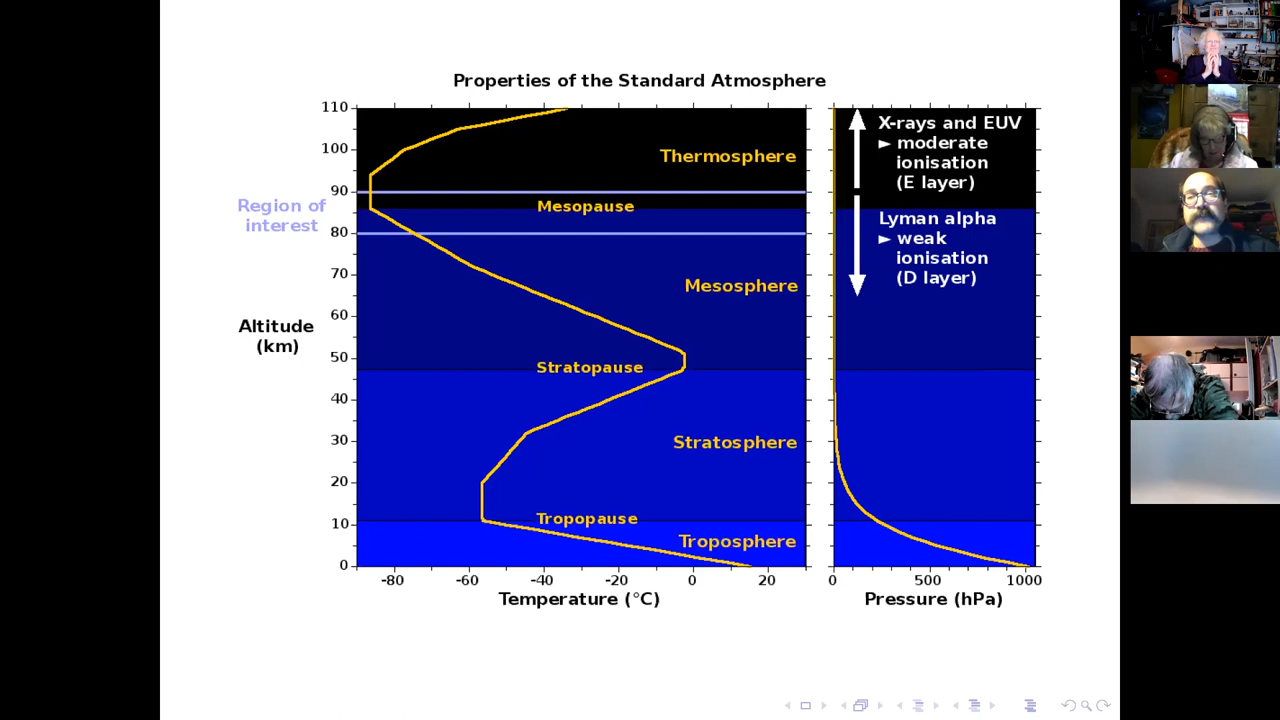 Properties of the Standard Atmosphere
110
100
90
80
70
60
50
40
30
20
10
0
Region of
interest
Altitude
(km)
Thermosphere
Mesopause
Mesosphere
Stratopause
Stratosphere
Tropopause
Troposphere
-80
-60
-40
-20
0
20
Temperature (°C)
X-rays and EUV
► moderate
ionisation
(E layer)
Lyman alpha
► weak
ionisation
(D layer)
0
500
1000
Pressure (hPa)